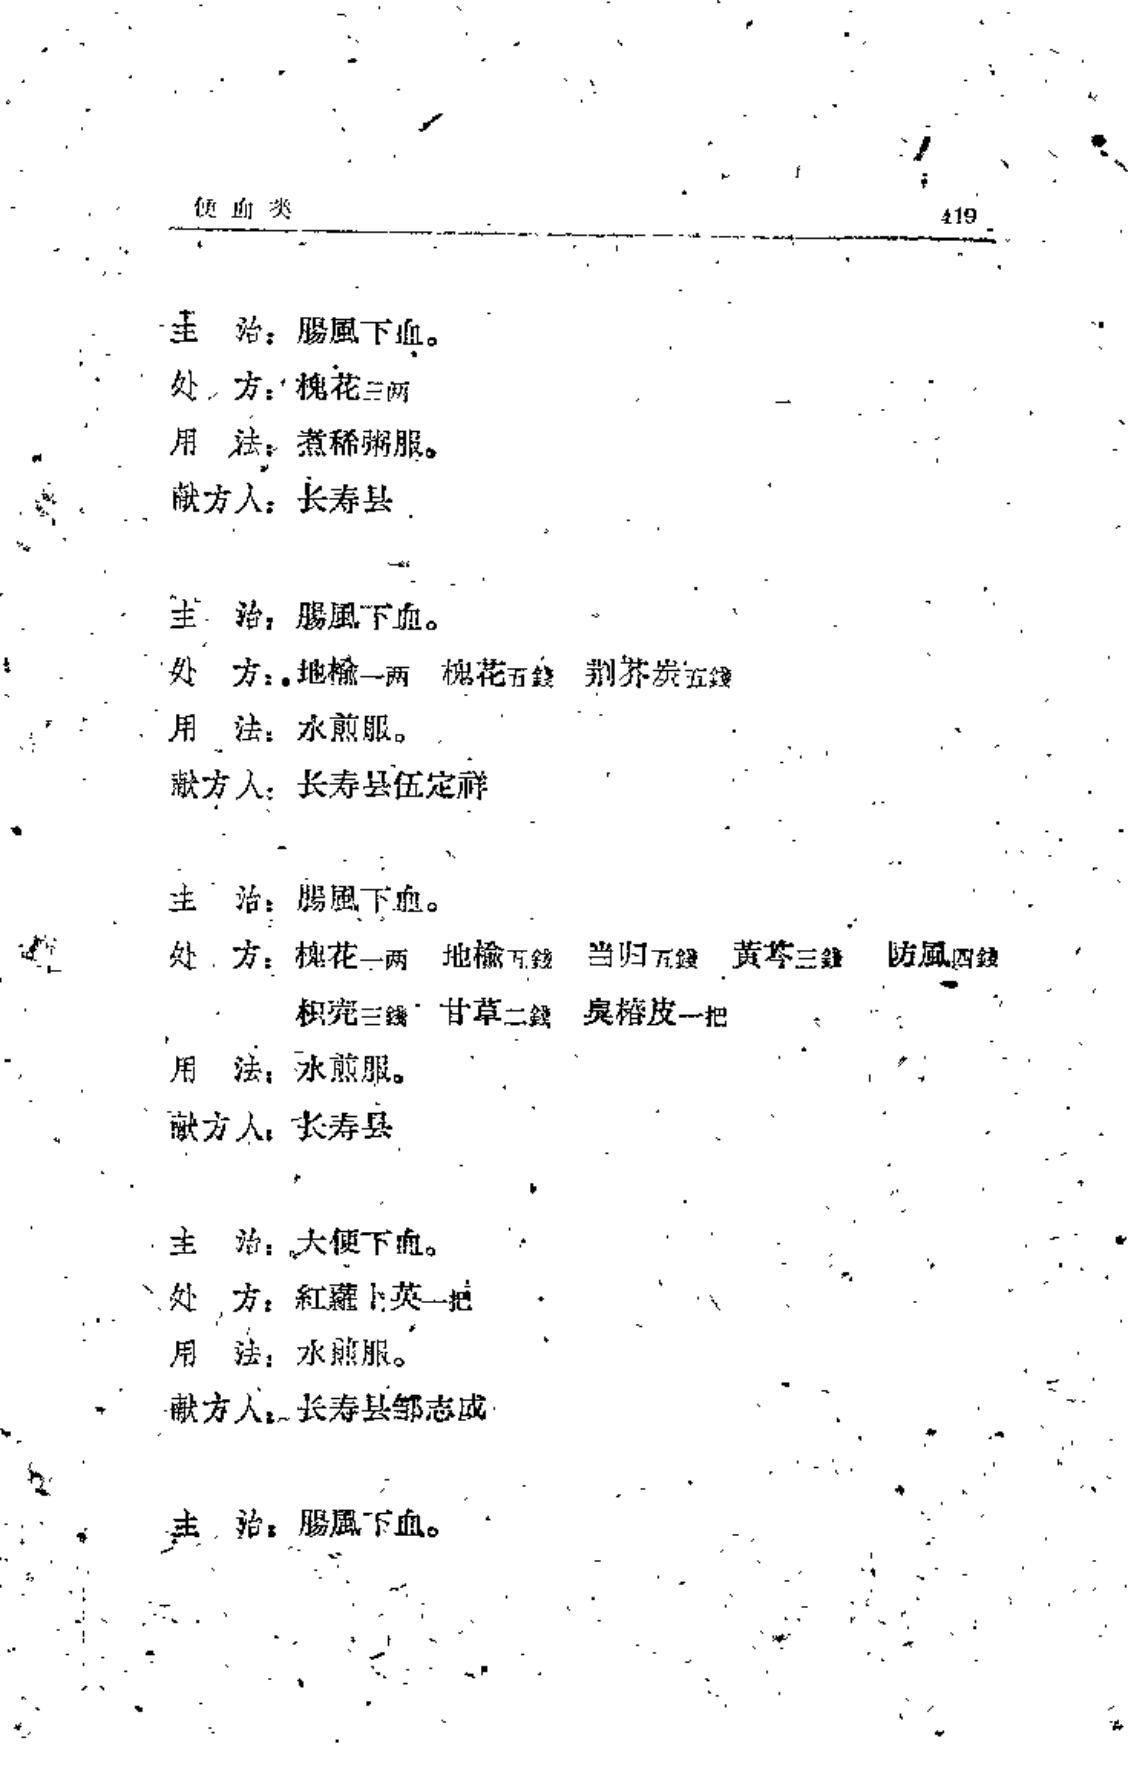 便血类 419
主　治：腸風下血。
处　方：槐花三两
用　法：煮稀粥服。
献方人：长寿县
主　治：腸風下血。
处　方：地榆一两　槐花五錢　荆芥炭五錢
用　法：水煎服。
献方人：长寿县伍定祥
主　治：腸風下血。
处　方：槐花一两　地榆五錢　当归五錢　黄芩三錢　防風四錢
枳壳三錢　甘草二錢　臭椿皮一把
用　法：水煎服。
献方人：长寿县
主　治：大便下血。
处　方：紅蘿卜英一把
用　法：水煎服。
献方人：长寿县邹志成
主　治：腸風下血。